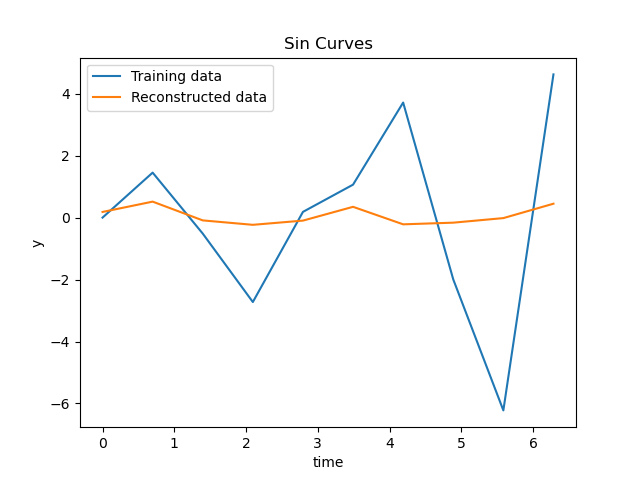 Sin Curves
Training data
Reconstructed data
4
2
0
−2
−4
−6
y
0 1 2 3 4 5 6
time